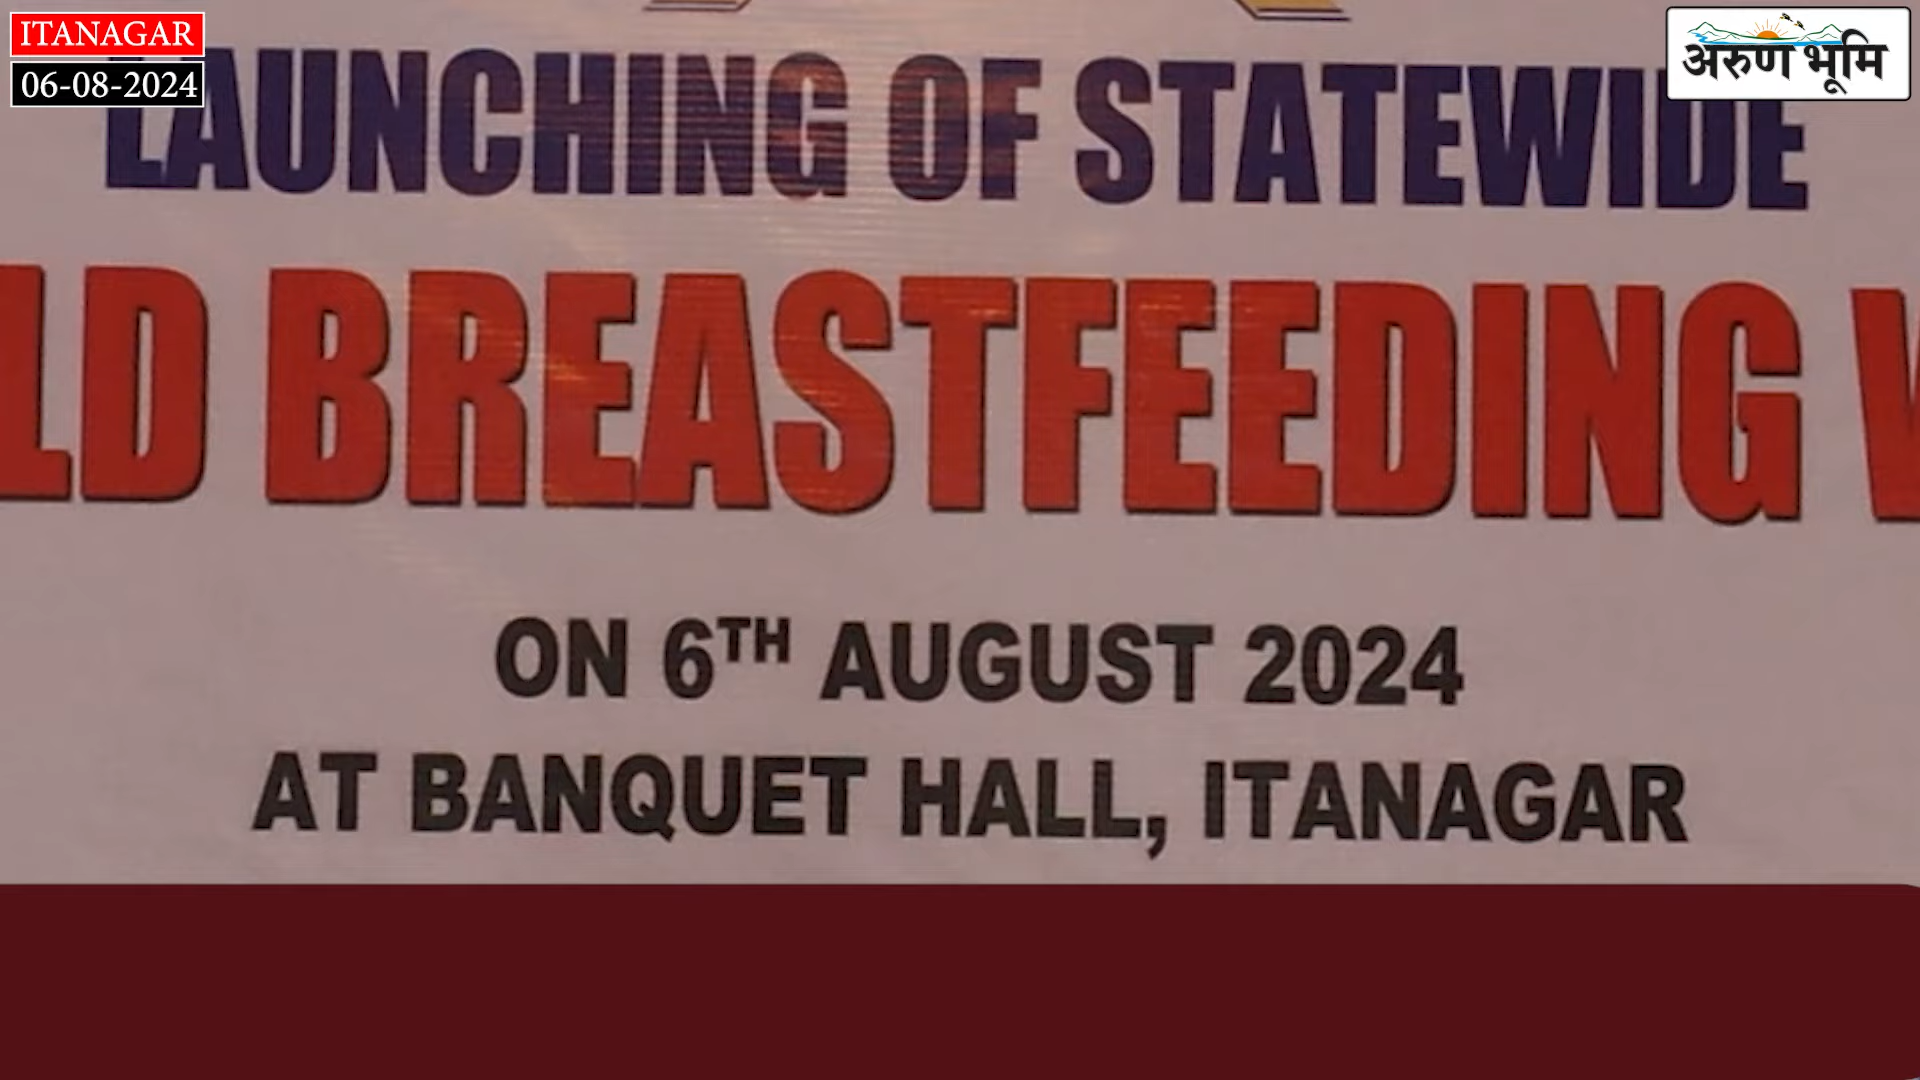 ITANAGAR
06-08-2024
अरुण भूमि
LAUNCHING OF STATEWIDE
LD BREASTFEEDING
ON 6TH AUGUST 2024
AT BANQUET HALL, ITANAGAR